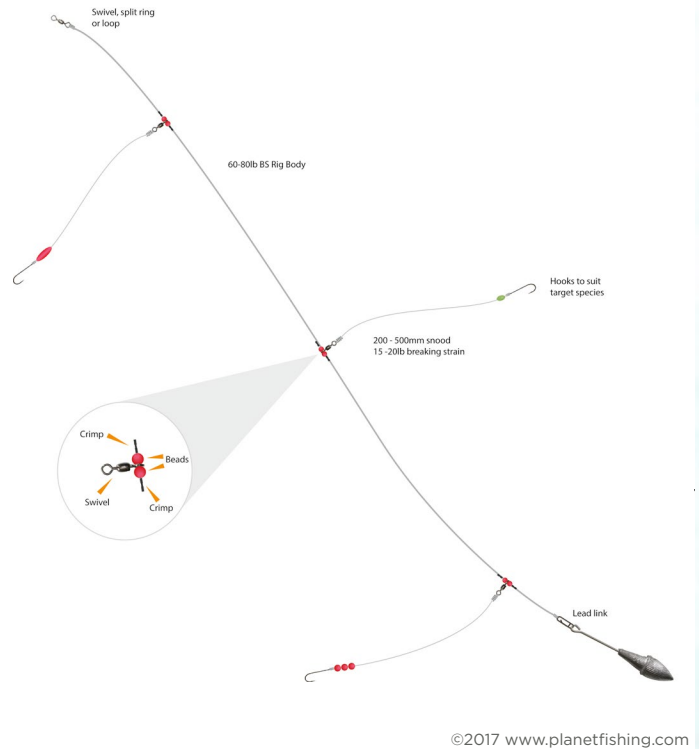 Swivel, split ring
or loop
60-80lb BS Rig Body
Hooks to suit
target species
200 - 500mm snood
15 -20lb breaking strain
Crimp
Beads
Swivel
Crimp
Lead link
©2017 www.planetfishing.com